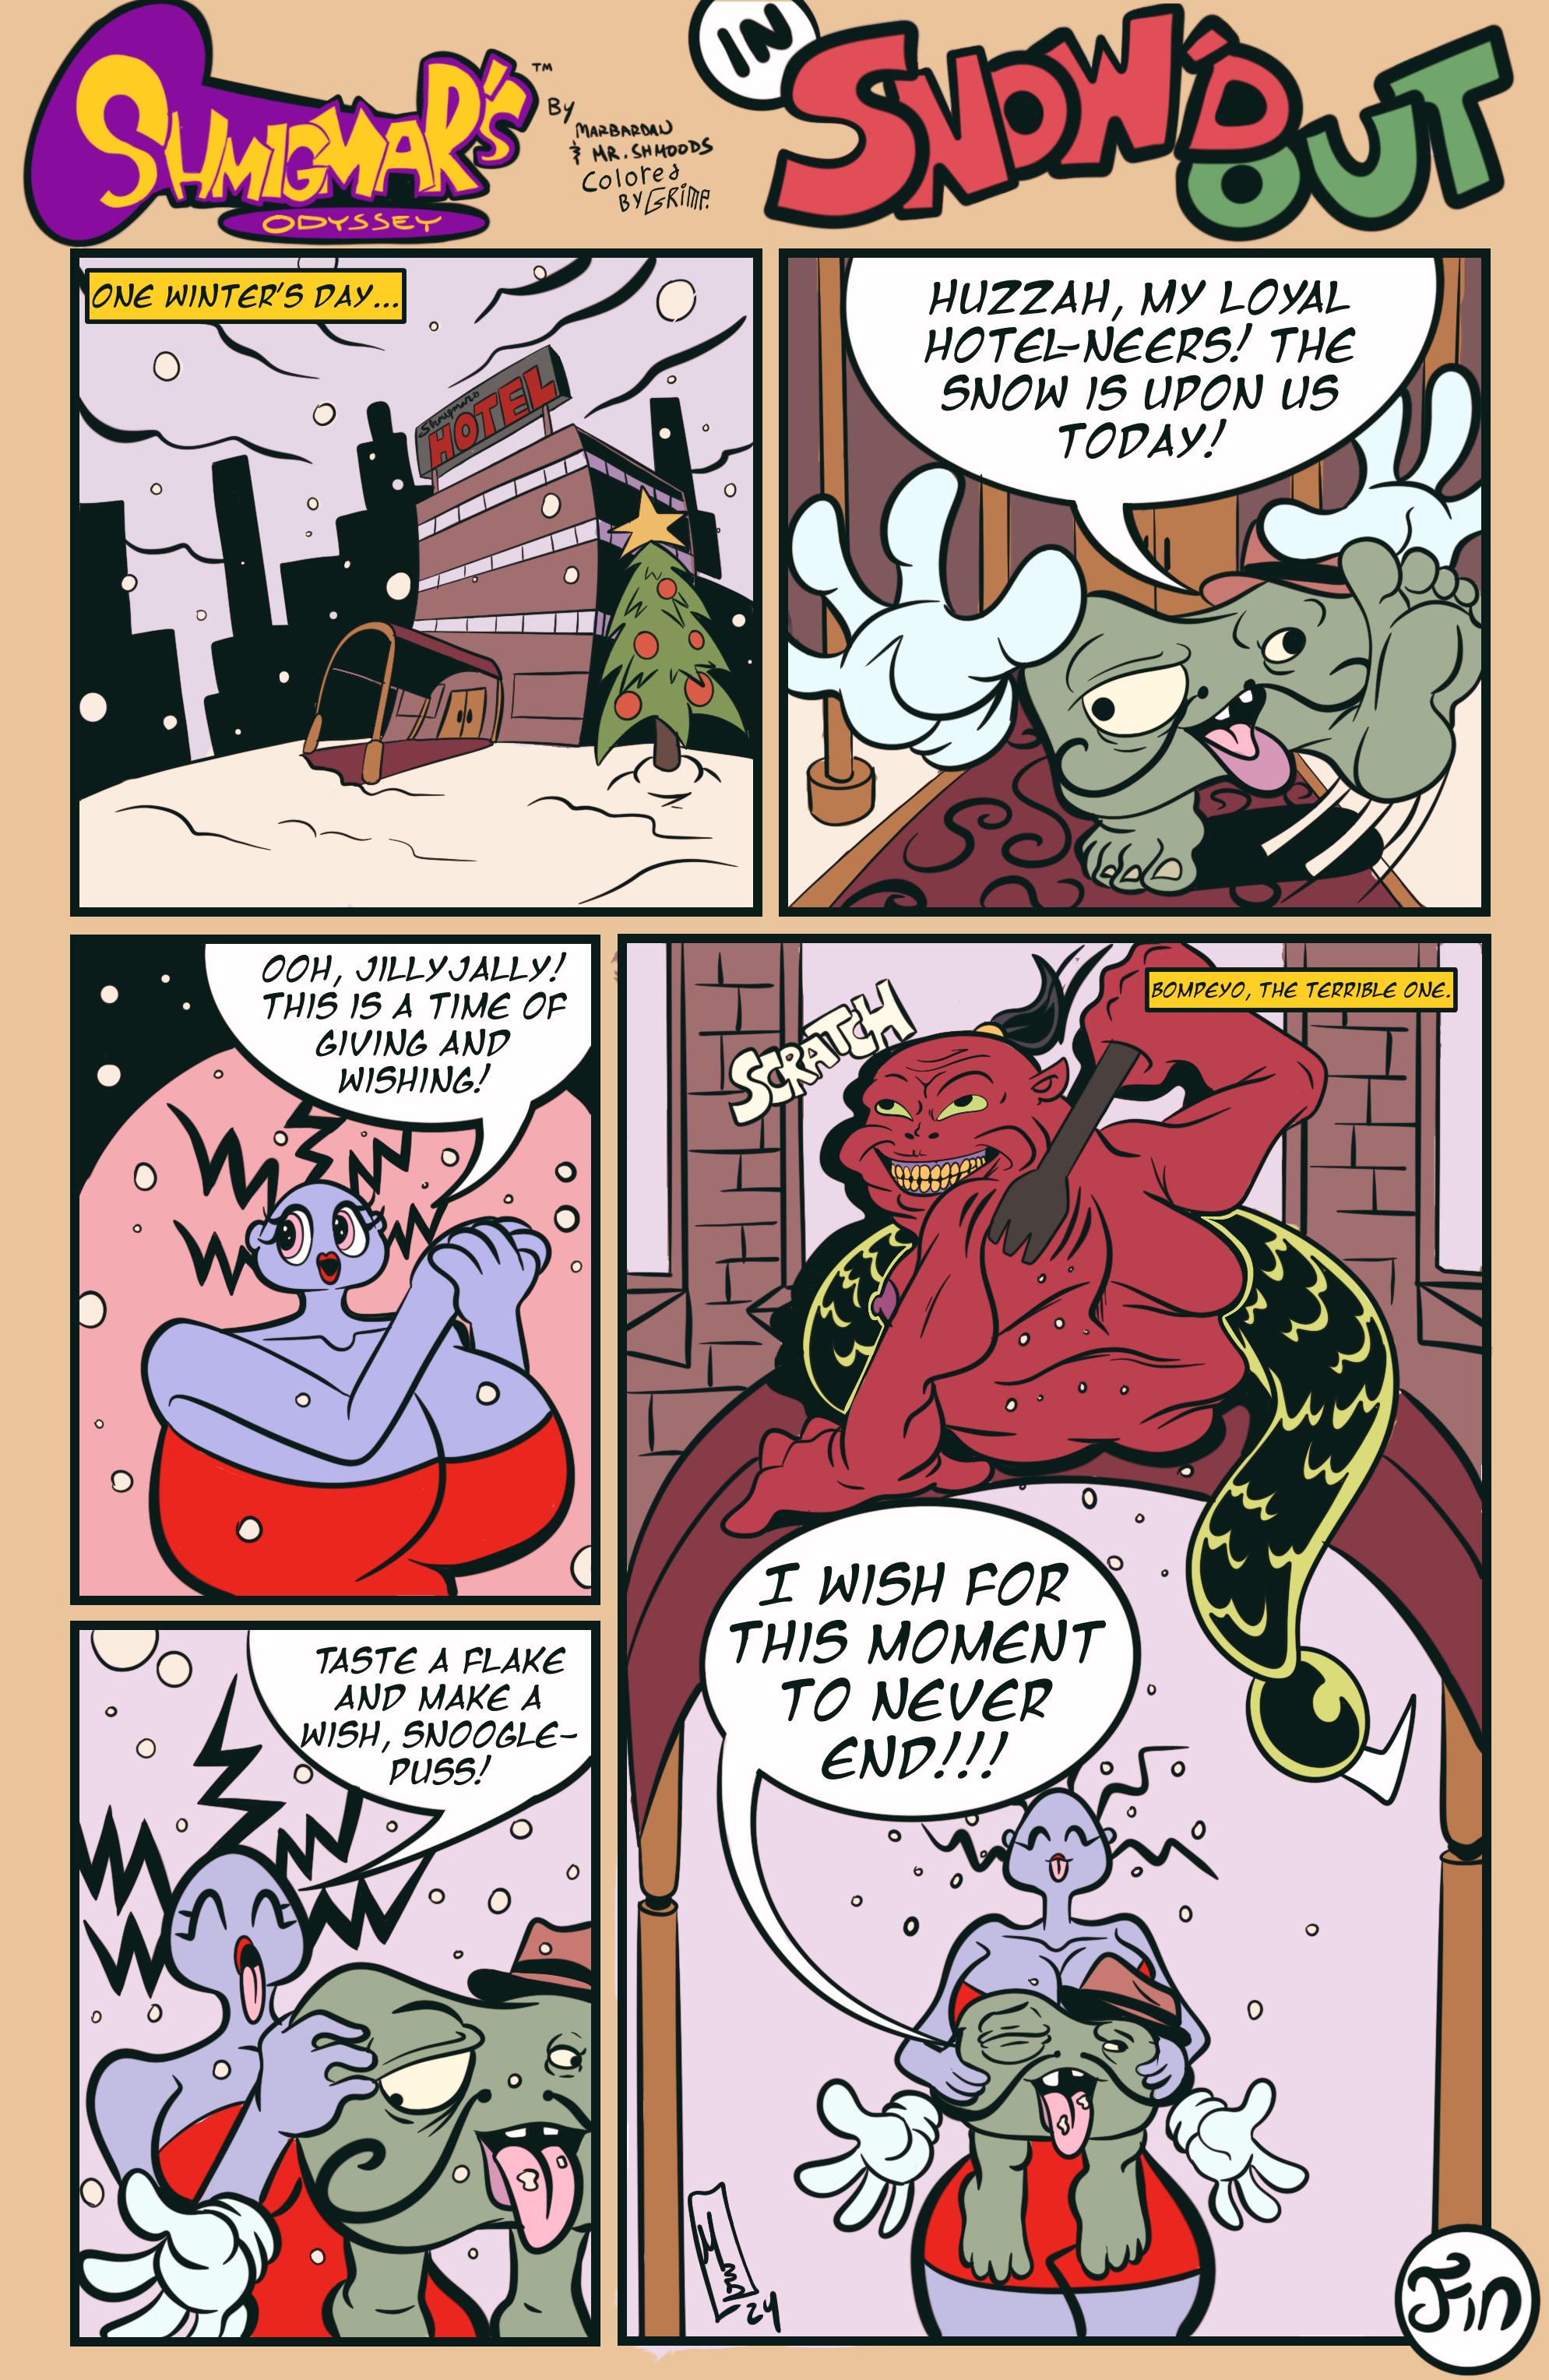 SHMIGMAR'S
ODYSSEY
™
By
MARBARDAN
& MR. SHMOODS
Colored
BY GRIMP.
IN
SNOW'D
OUT
ONE WINTER'S DAY...
Shmigmar's
HOTEL
HUZZAH, MY LOYAL
HOTEL-NEERS! THE
SNOW IS UPON US
TODAY!
OOH, JILLYJALLY!
THIS IS A TIME OF
GIVING AND
WISHING!
BOMPEYO, THE TERRIBLE ONE.
SCRATCH
TASTE A FLAKE
AND MAKE A
WISH, SNOOGLE-
PUSS!
I WISH FOR
THIS MOMENT
TO NEVER
END!!!
24
Fin